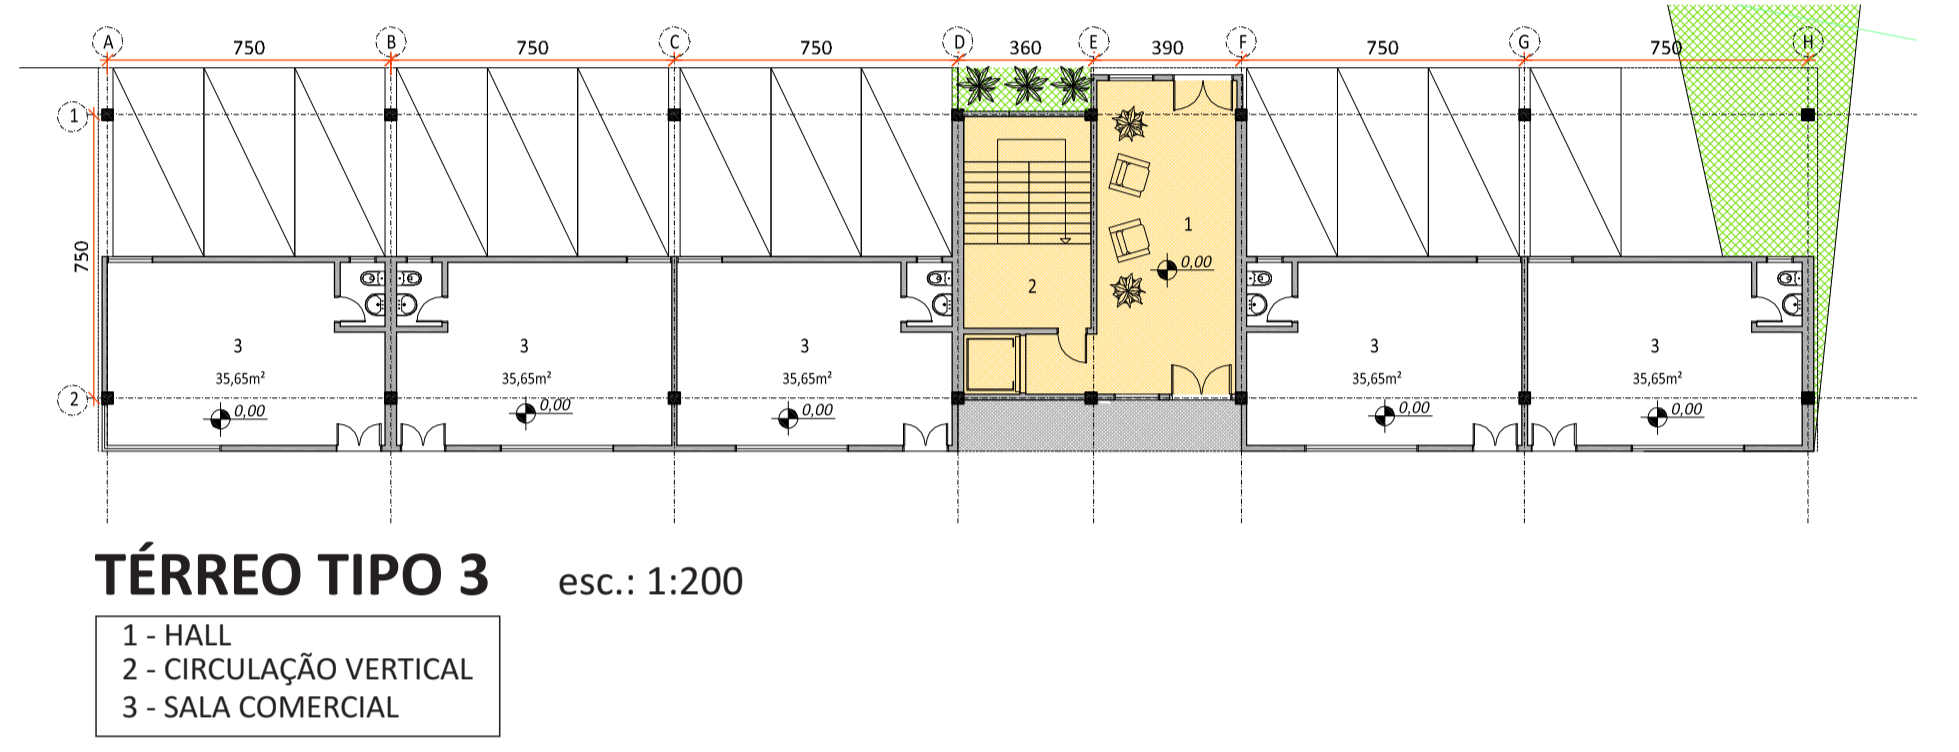 A B C D E F G H
750 750 750 360 390 750 750
1
750
2
1
0,00
2
3 3 3 3 3
35,65m² 35,65m² 35,65m² 35,65m² 35,65m²
0,00 0,00 0,00 0,00 0,00
TÉRREO TIPO 3 esc.: 1:200
1 - HALL
2 - CIRCULAÇÃO VERTICAL
3 - SALA COMERCIAL